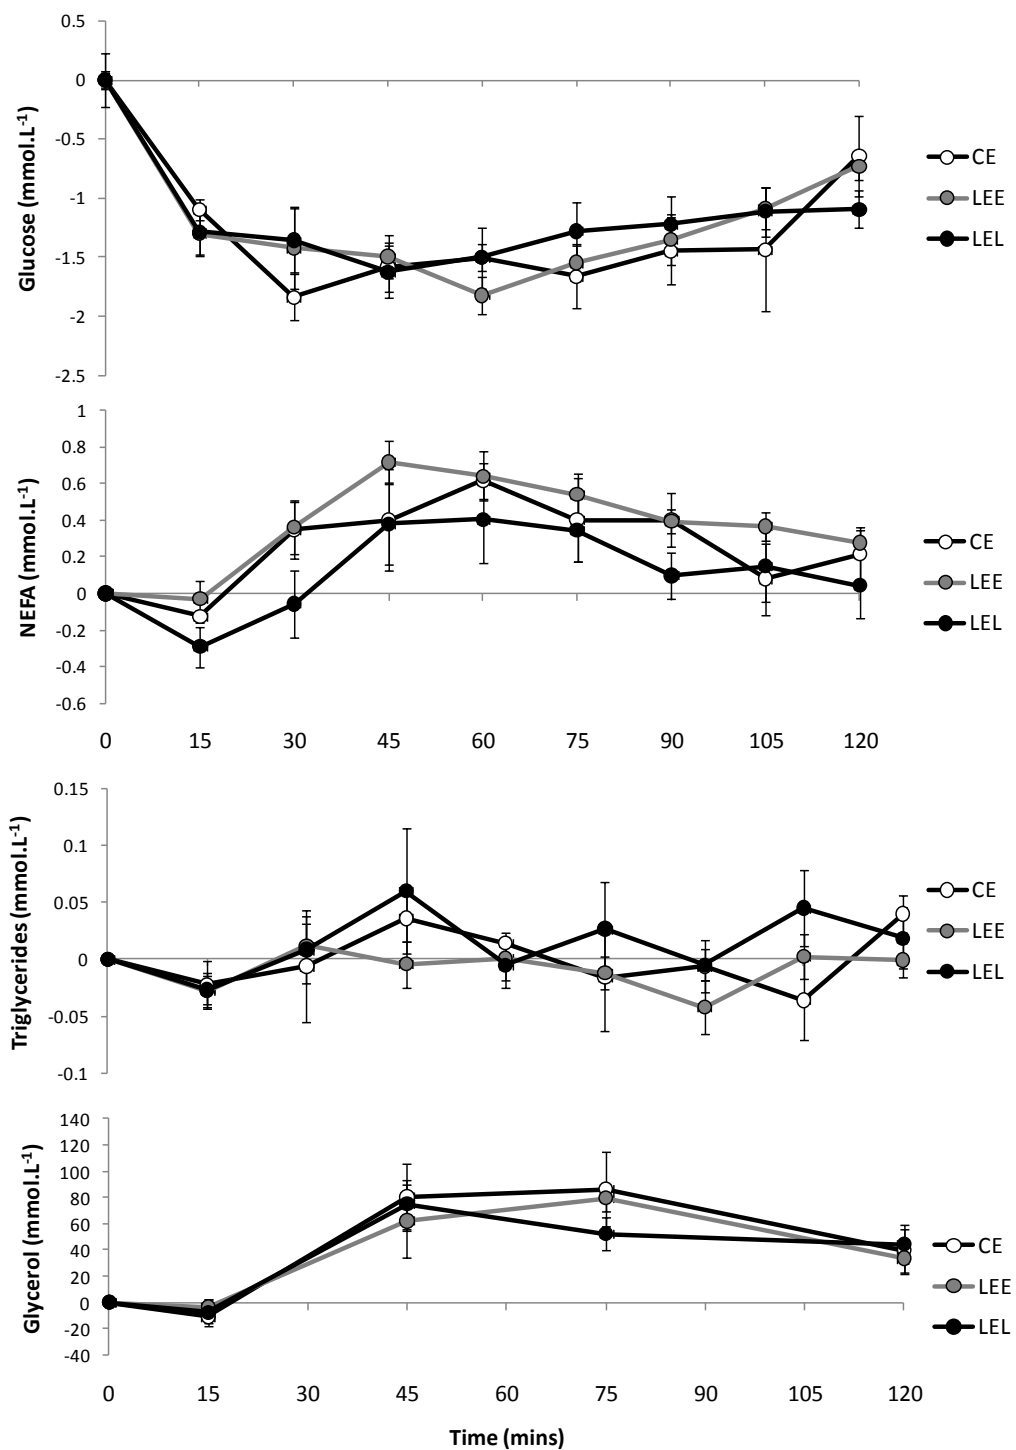 Glucose (mmol.L-1)
0.5
0
-0.5
-1
-1.5
-2
-2.5
CE
LEE
LEL
NEFA (mmol.L-1)
1
0.8
0.6
0.4
0.2
0
-0.2
-0.4
-0.6
CE
LEE
LEL
0 15 30 45 60 75 90 105 120
Triglycerides (mmol.L-1)
0.15
0.1
0.05
0
-0.05
-0.1
CE
LEE
LEL
Glycerol (mmol.L-1)
140
120
100
80
60
40
20
0
-20
-40
CE
LEE
LEL
0 15 30 45 60 75 90 105 120
Time (mins)